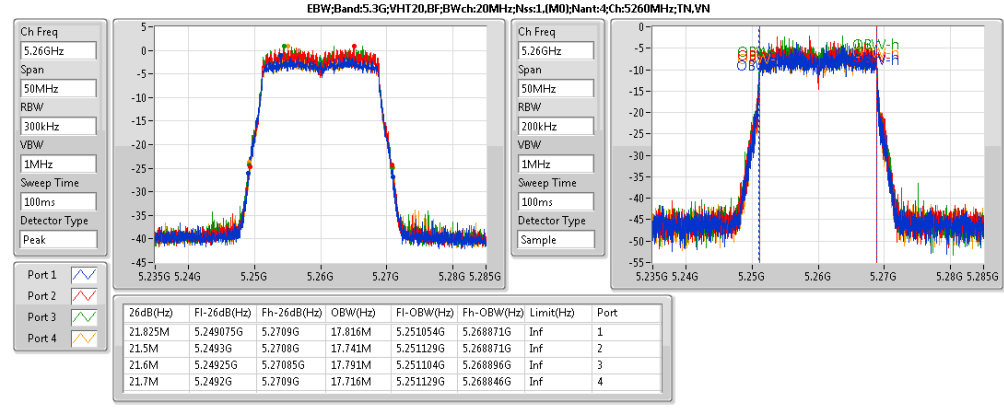 EBW;Band:5.3G;VHT20,BF;BWch:20MHz;Nss:1,(M0);Nant:4;Ch:5260MHz;TN,VN
Ch Freq
5.26GHz
Span
50MHz
RBW
300kHz
VBW
1MHz
Sweep Time
100ms
Detector Type
Peak
5
0
-5
-10
-15
-20
-25
-30
-35
-40
-45
5.235G 5.24G 5.25G 5.26G 5.27G 5.28G 5.285G
Ch Freq
5.26GHz
Span
50MHz
RBW
200kHz
VBW
1MHz
Sweep Time
100ms
Detector Type
Sample
0
-5
-10
-15
-20
-25
-30
-35
-40
-45
-50
-55
OBW-h
5.235G 5.24G 5.25G 5.26G 5.27G 5.28G 5.285G
Port 1
Port 2
Port 3
Port 4
26dB(Hz) Fl-26dB(Hz) Fh-26dB(Hz) OBW(Hz) Fl-OBW(Hz) Fh-OBW(Hz) Limit(Hz) Port
21.825M 5.249075G 5.2709G 17.816M 5.251054G 5.268871G Inf 1
21.5M 5.2493G 5.2708G 17.741M 5.251129G 5.268871G Inf 2
21.6M 5.24925G 5.27085G 17.791M 5.251104G 5.268896G Inf 3
21.7M 5.2492G 5.2709G 17.716M 5.251129G 5.268846G Inf 4